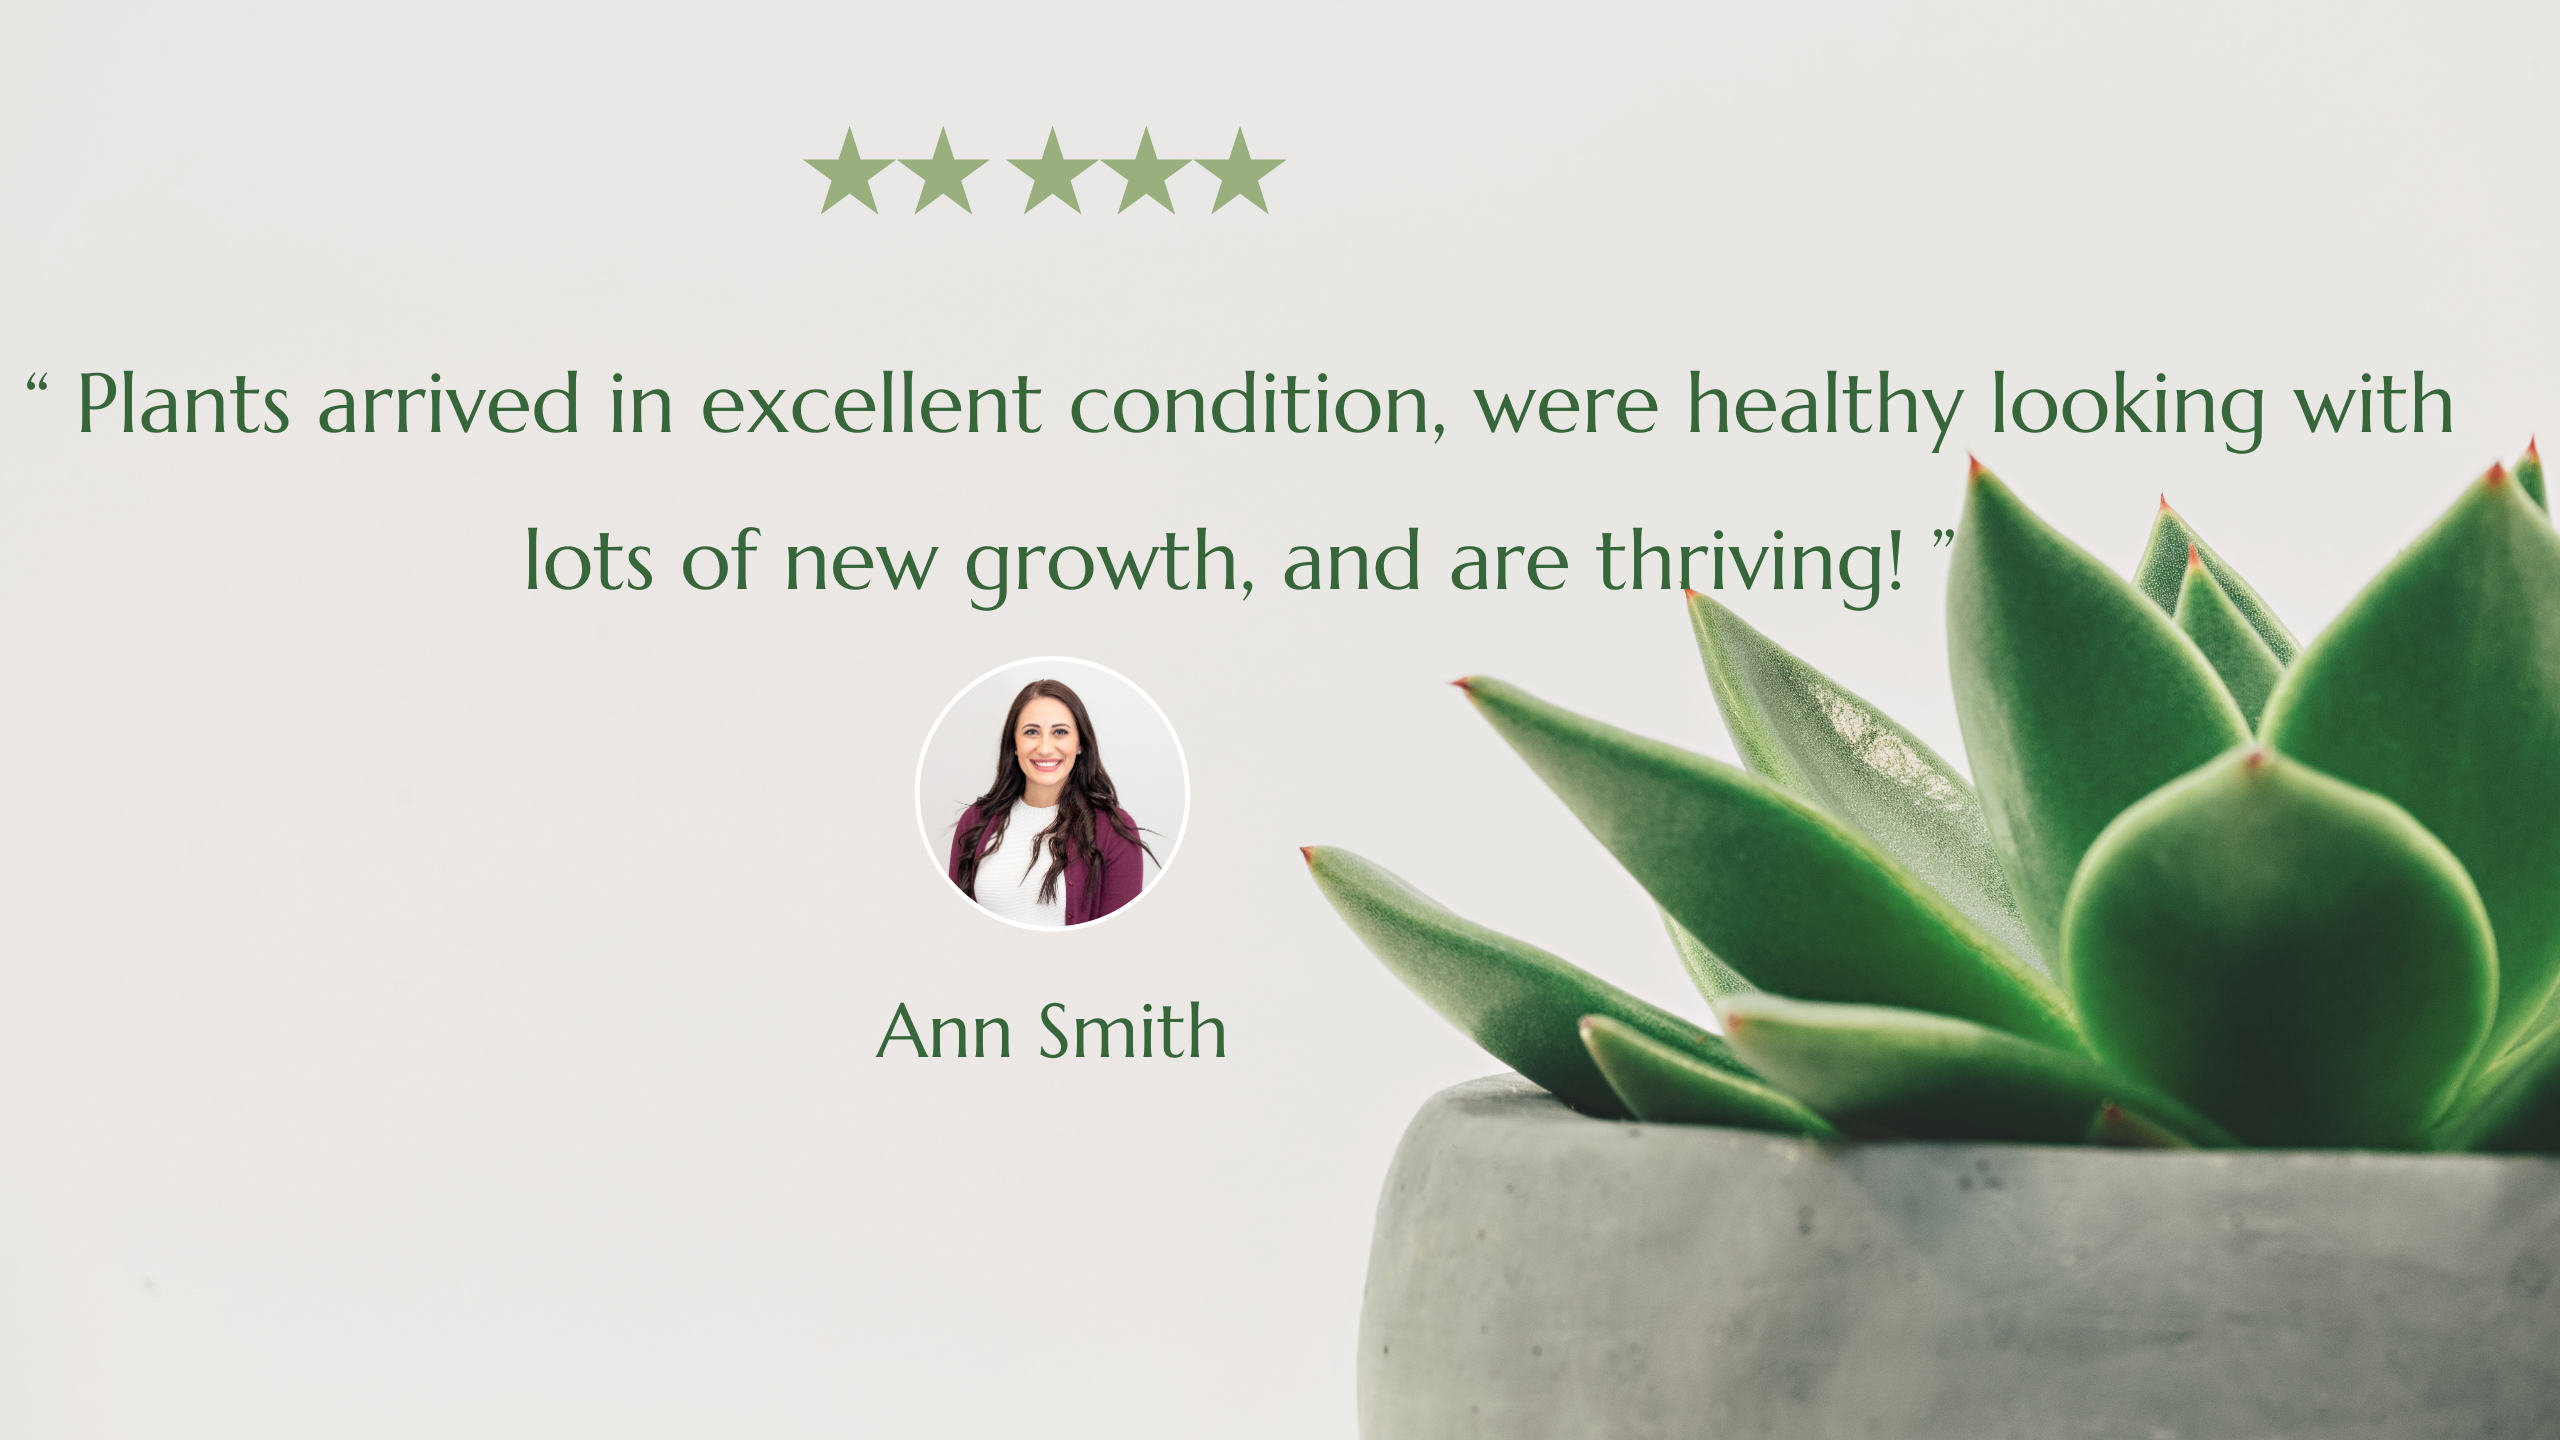 “ Plants arrived in excellent condition, were healthy looking with
lots of new growth, and are thriving! ”
Ann Smith